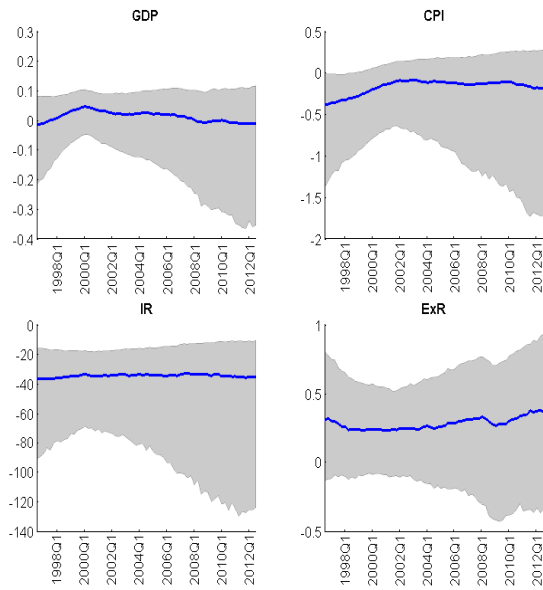 GDP
0.3
0.2
0.1
0
-0.1
-0.2
-0.3
-0.4
1998Q1
2000Q1
2002Q1
2004Q1
2006Q1
2008Q1
2010Q1
2012Q1
CPI
0.5
0
-0.5
-1
-1.5
-2
1998Q1
2000Q1
2002Q1
2004Q1
2006Q1
2008Q1
2010Q1
2012Q1
IR
0
-20
-40
-60
-80
-100
-120
-140
1998Q1
2000Q1
2002Q1
2004Q1
2006Q1
2008Q1
2010Q1
2012Q1
ExR
1
0.5
0
-0.5
1998Q1
2000Q1
2002Q1
2004Q1
2006Q1
2008Q1
2010Q1
2012Q1